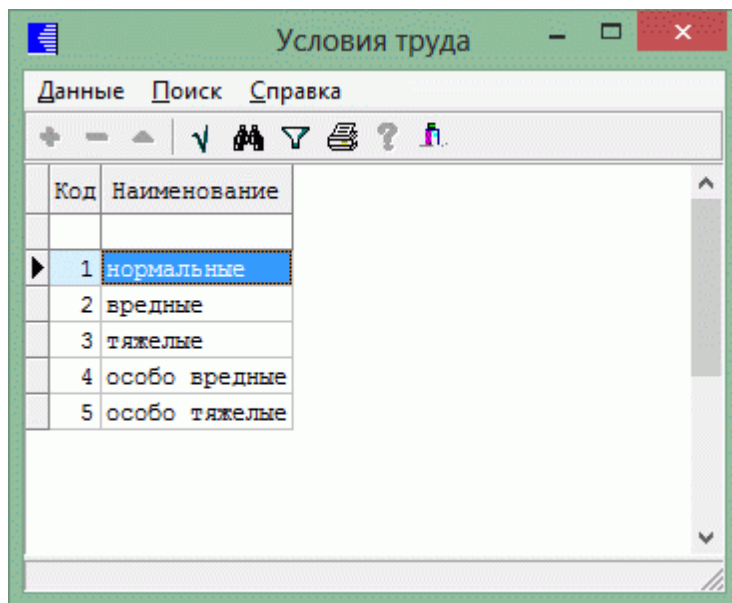 Условия труда
Данные Поиск Справка
Код Наименование
1 нормальные
2 вредные
3 тяжелые
4 особо вредные
5 особо тяжелые